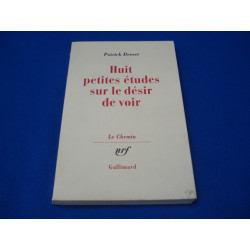 Patrick Drevet
Huit
petites études
sur le désir
de voir
Le Chemin
nrf
Gallimard